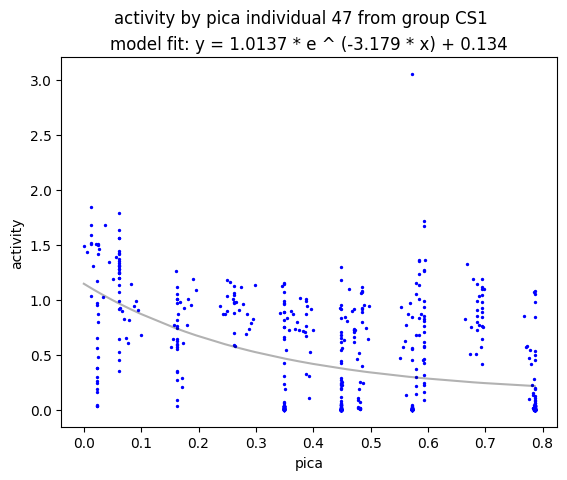 activity by pica individual 47 from group CS1
model fit: y = 1.0137 * e ^ (-3.179 * x) + 0.134
3.0
2.5
2.0
1.5
1.0
0.5
0.0
activity
0.0 0.1 0.2 0.3 0.4 0.5 0.6 0.7 0.8
pica